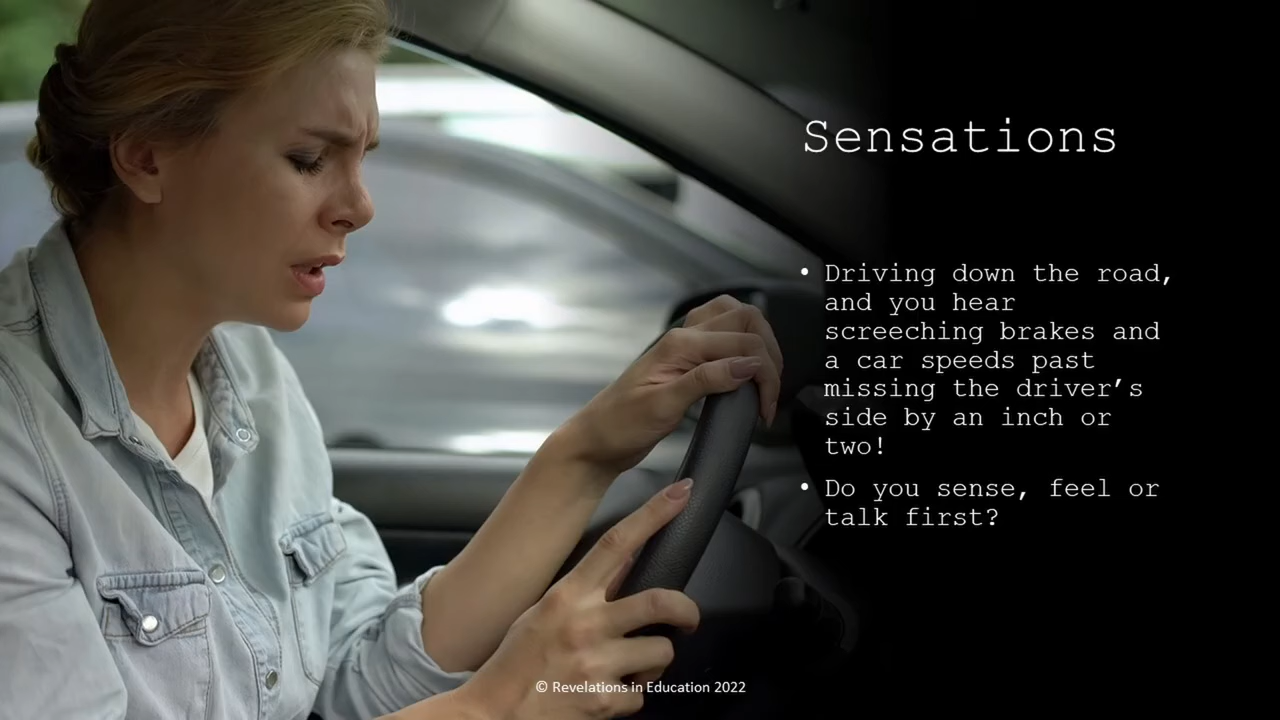 Sensations
• Driving down the road,
and you hear
screeching brakes and
a car speeds past
missing the driver’s
side by an inch or
two!
• Do you sense, feel or
talk first?
© Revelations in Education 2022